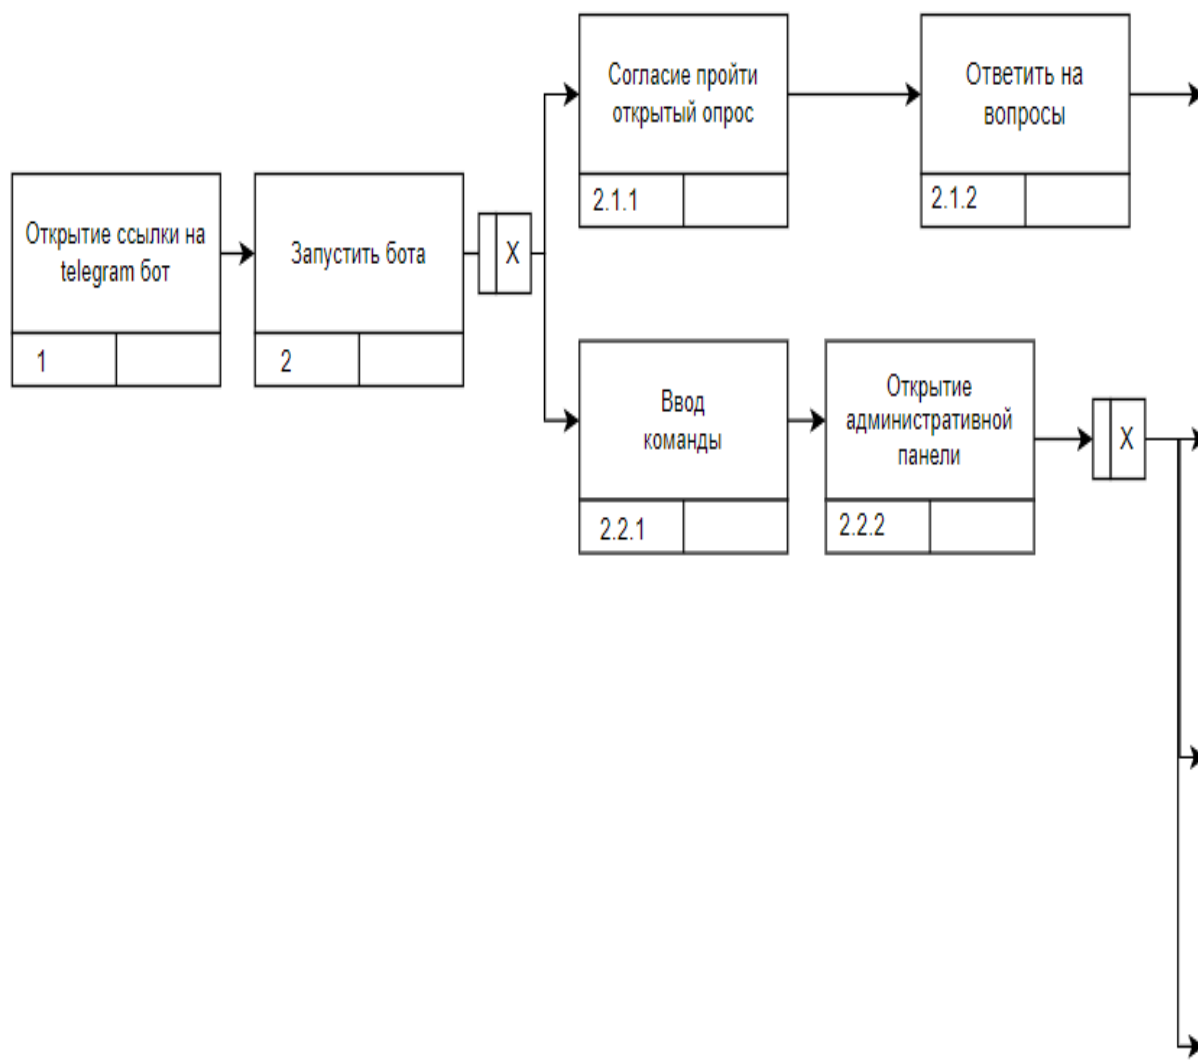 Согласие пройти
открытый опрос
2.1.1
Ответить на
вопросы
2.1.2
Открытие ссылки на
telegram бот
1
Запустить бота
2
X
Ввод
команды
2.2.1
Открытие
административной
панели
2.2.2
X